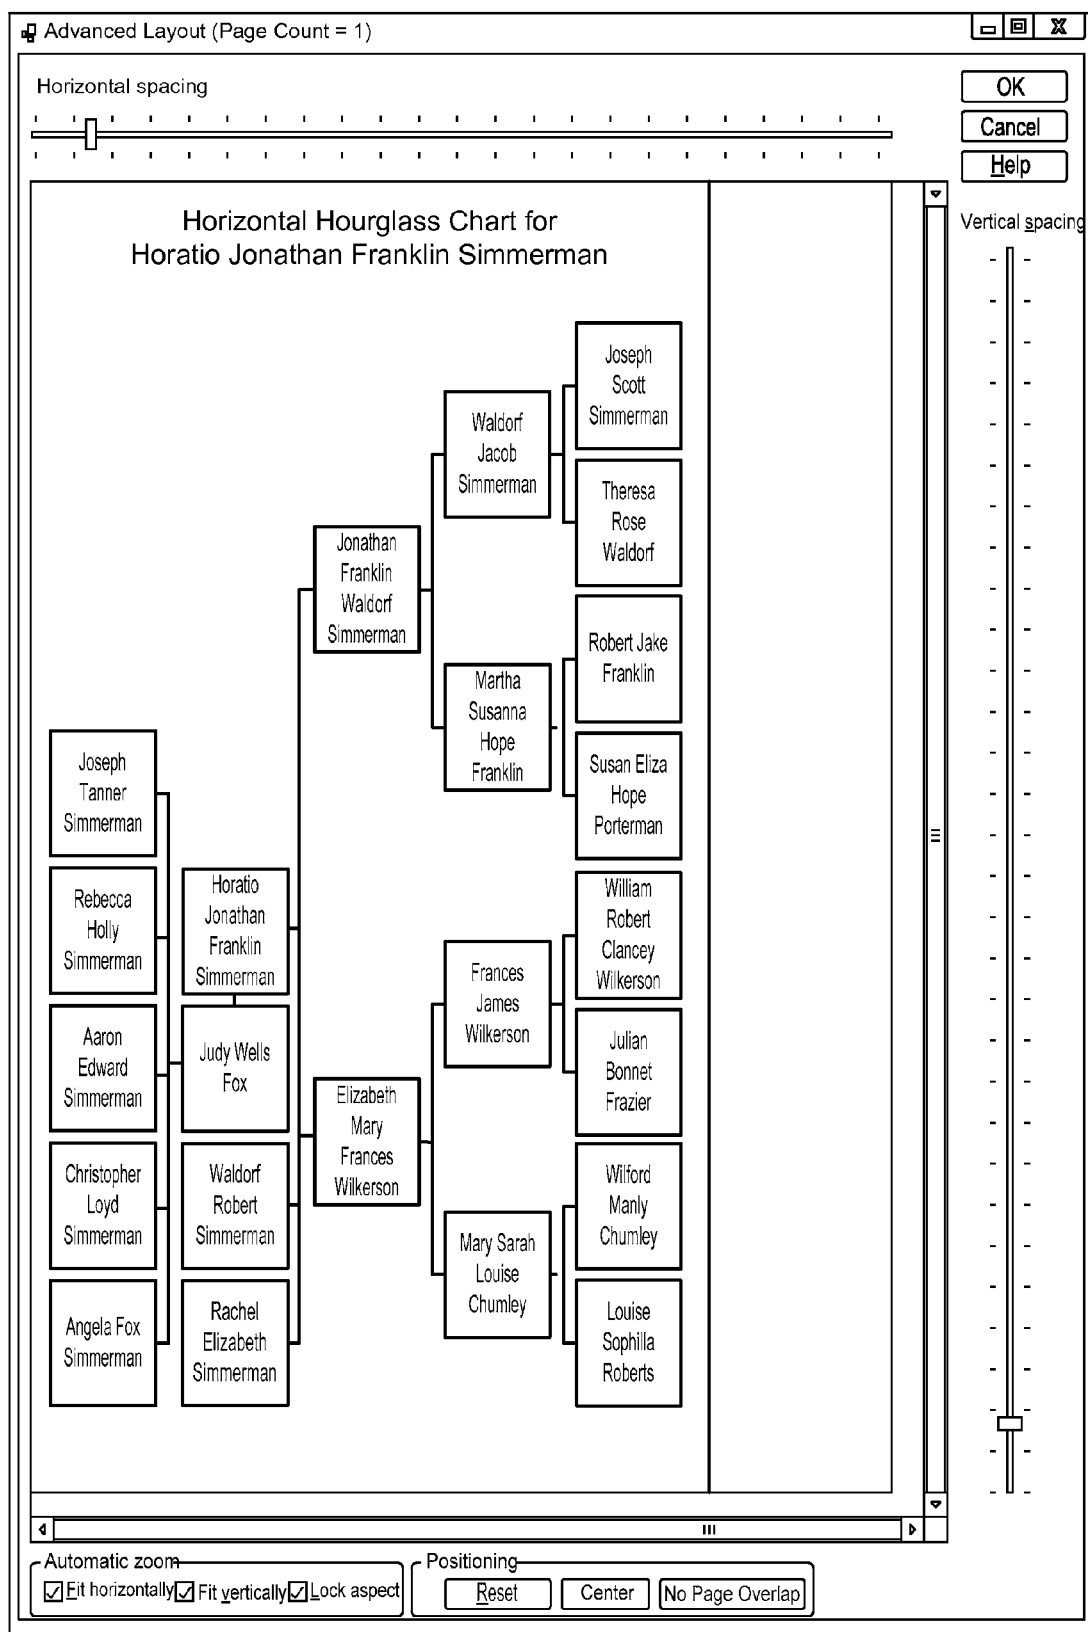 Advanced Layout (Page Count = 1)
Horizontal spacing
OK
Cancel
Help
Vertical spacing
Horizontal Hourglass Chart for
Horatio Jonathan Franklin Simmerman
Joseph
Tanner
Simmerman
Rebecca
Holly
Simmerman
Aaron
Edward
Simmerman
Christopher
Loyd
Simmerman
Angela Fox
Simmerman
Horatio
Jonathan
Franklin
Simmerman
Judy Wells
Fox
Waldorf
Robert
Simmerman
Rachel
Elizabeth
Simmerman
Jonathan
Franklin
Waldorf
Simmerman
Elizabeth
Mary
Frances
Wilkerson
Waldorf
Jacob
Simmerman
Martha
Susanna
Hope
Franklin
Frances
James
Wilkerson
Mary Sarah
Louise
Chumley
Joseph
Scott
Simmerman
Theresa
Rose
Waldorf
Robert Jake
Franklin
Susan Eliza
Hope
Porterman
William
Robert
Clancey
Wilkerson
Julian
Bonnet
Frazier
Wilford
Manly
Chumley
Louise
Sophilla
Roberts
Automatic zoom
Fit horizontally Fit vertically Lock aspect
Positioning
Reset Center No Page Overlap